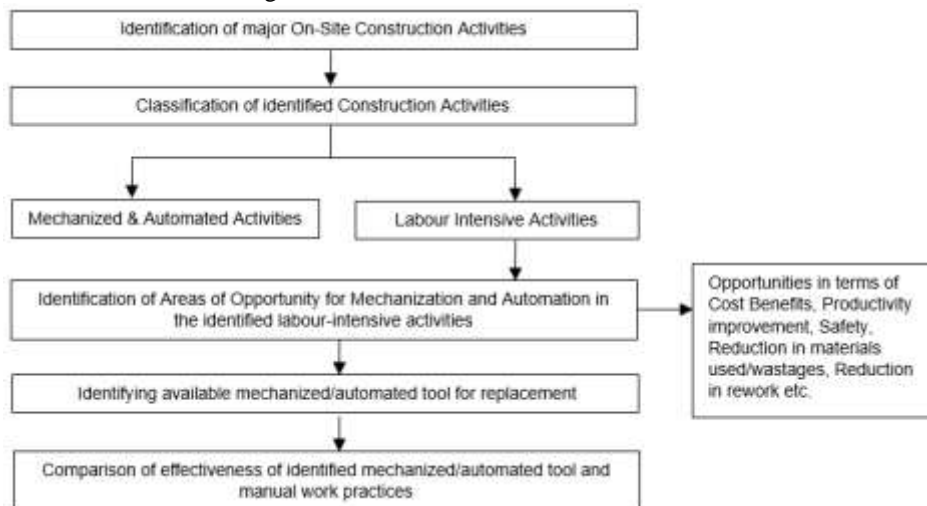 Identification of major On-Site Construction Activities
Classification of identified Construction Activities
Mechanized & Automated Activities
Labour Intensive Activities
Identification of Areas of Opportunity for Mechanization and Automation in
the identified labour-intensive activities
Opportunities in terms of
Cost Benefits, Productivity
improvement, Safety,
Reduction in materials
used/wastages, Reduction
in rework etc.
Identifying available mechanized/automated tool for replacement
Comparison of effectiveness of identified mechanized/automated tool and
manual work practices